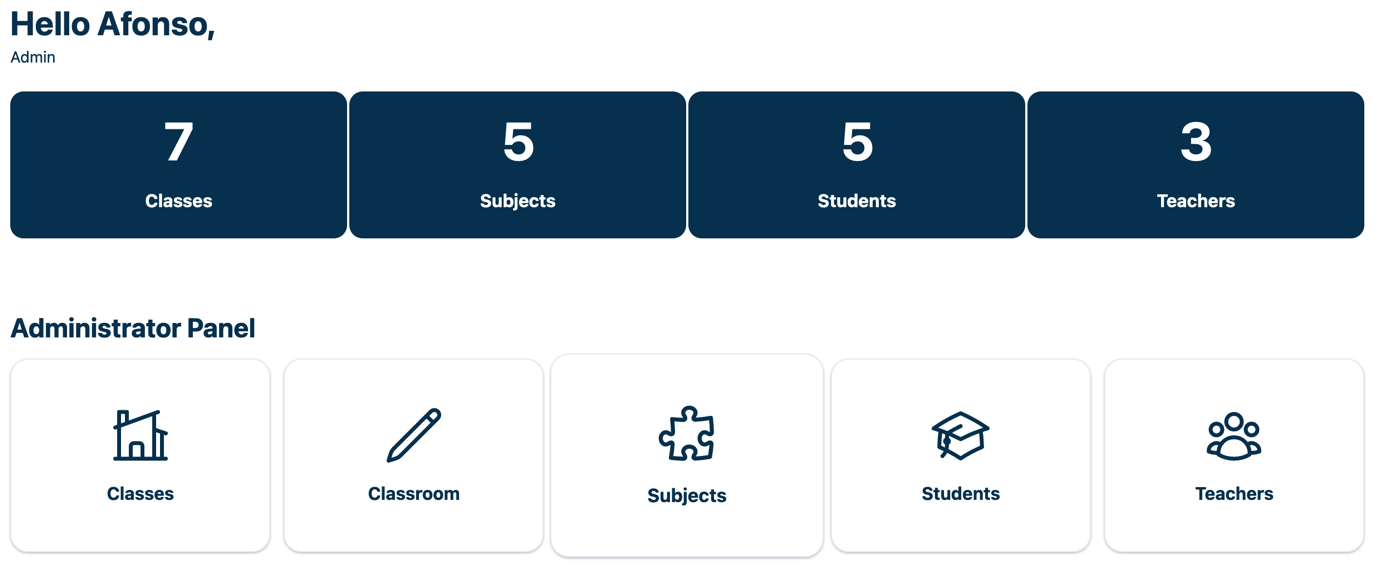 Hello Afonso,
Admin
7 5 5 3
Classes Subjects Students Teachers
Administrator Panel
Classes Classroom Subjects Students Teachers